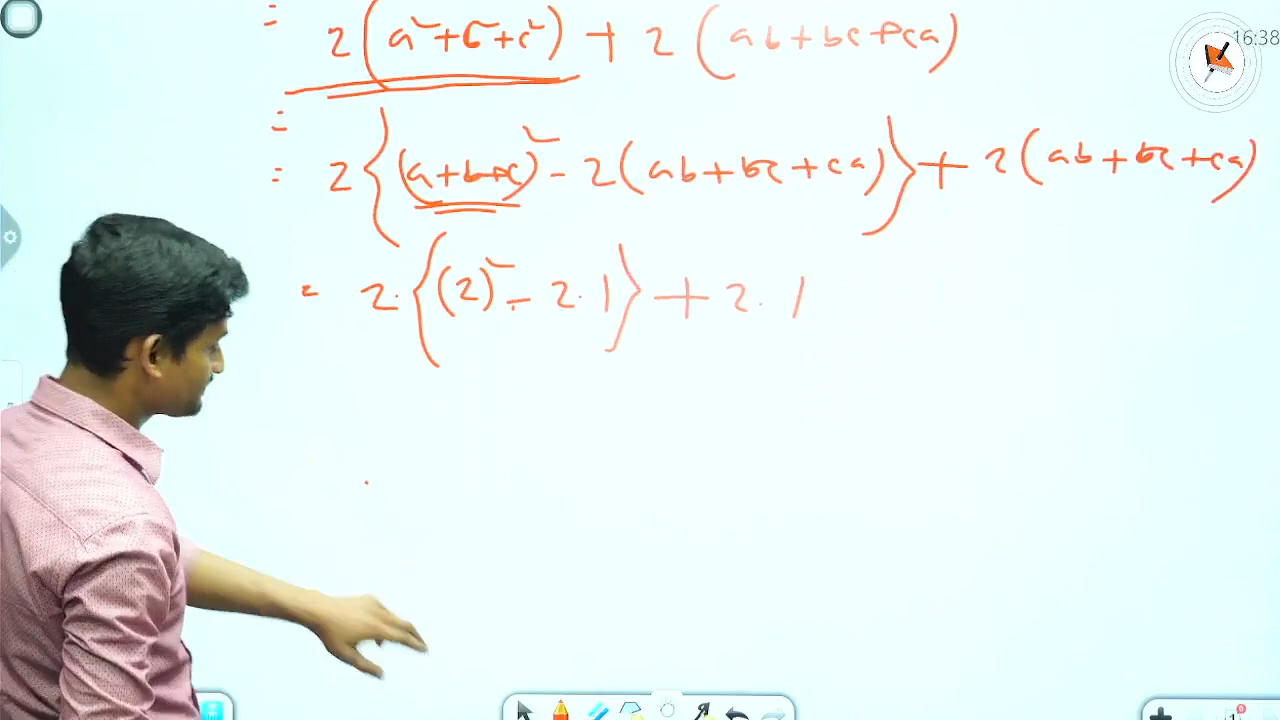 = 2(a²+b²+c²) + 2(ab+bc+ca)
16:38
=
= 2{(a+b+c)² - 2(ab+bc+ca)} + 2(ab+bc+ca)
= 2.{(2)² - 2.1} + 2.1